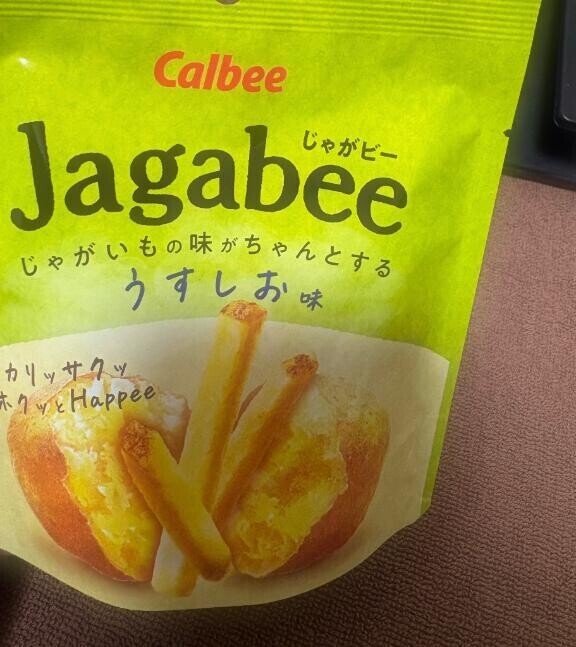 Calbee
じゃがビー
Jagabee
じゃがいもの味がちゃんとする
うすしお味
カリッサクッ
ホクッとHappee